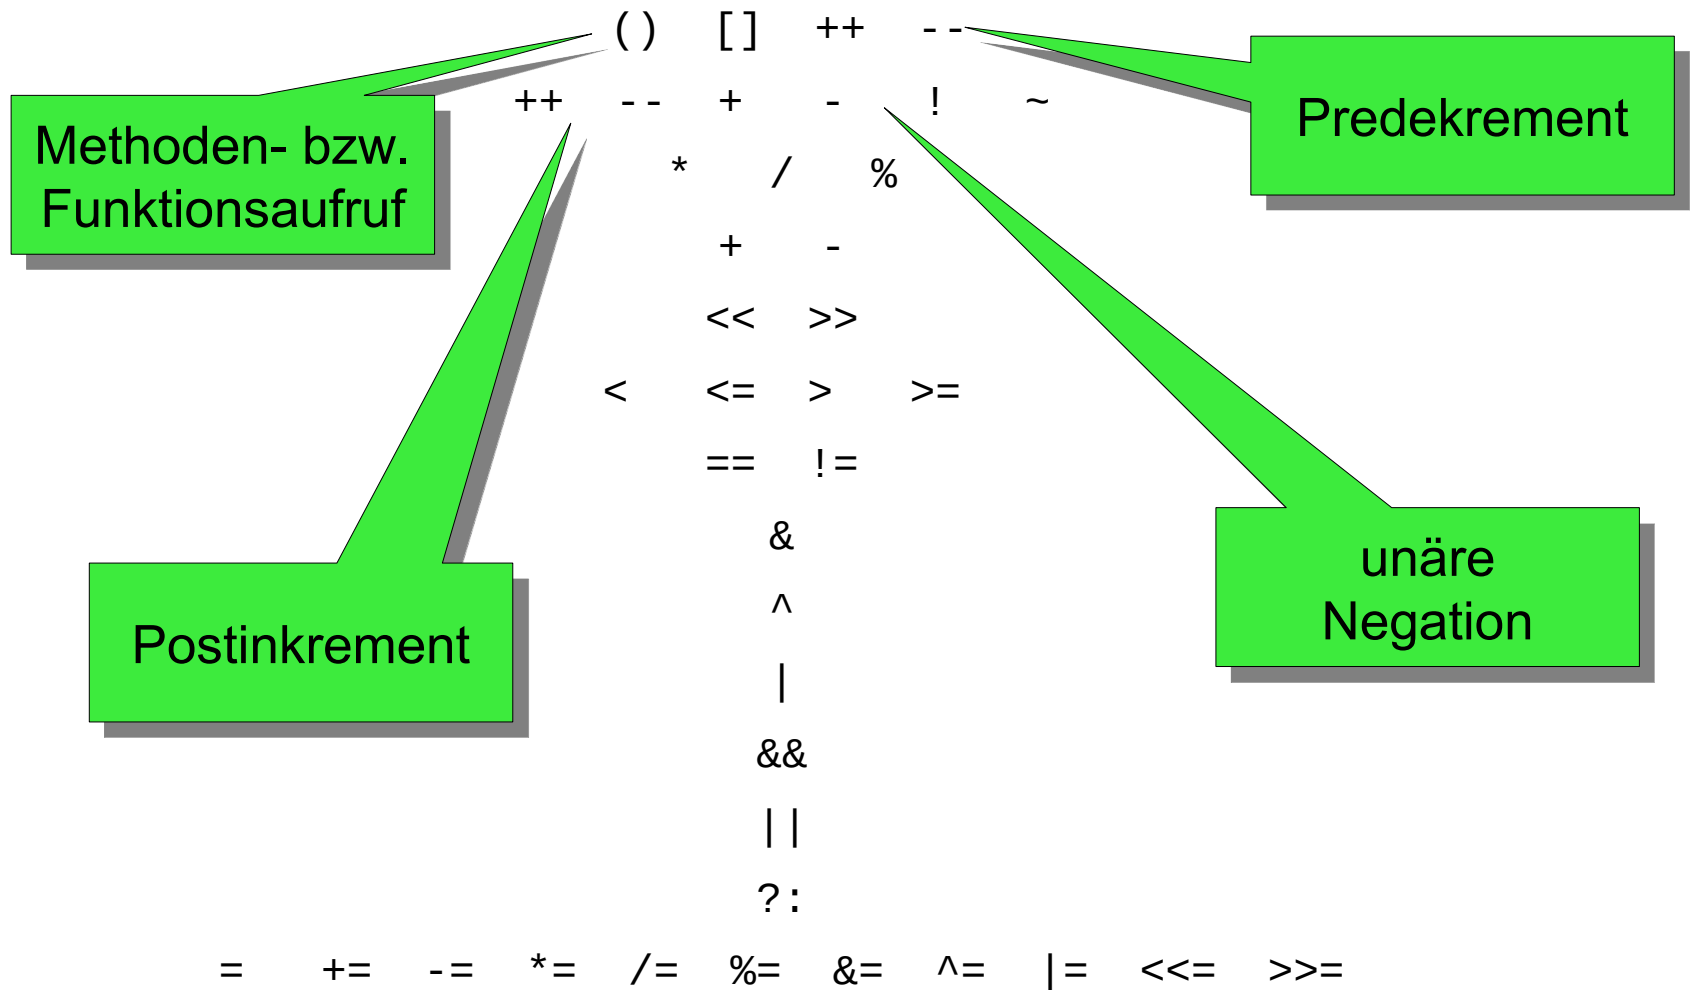 () [] ++ --
++ -- + - ! ~
* / %
+ -
<< >>
< <= > >=
== !=
&
^
|
&&
||
?:
= += -= *= /= %= &= ^= |= <<= >>=
Methoden- bzw.
Funktionsaufruf
Predekrement
Postinkrement
unäre
Negation